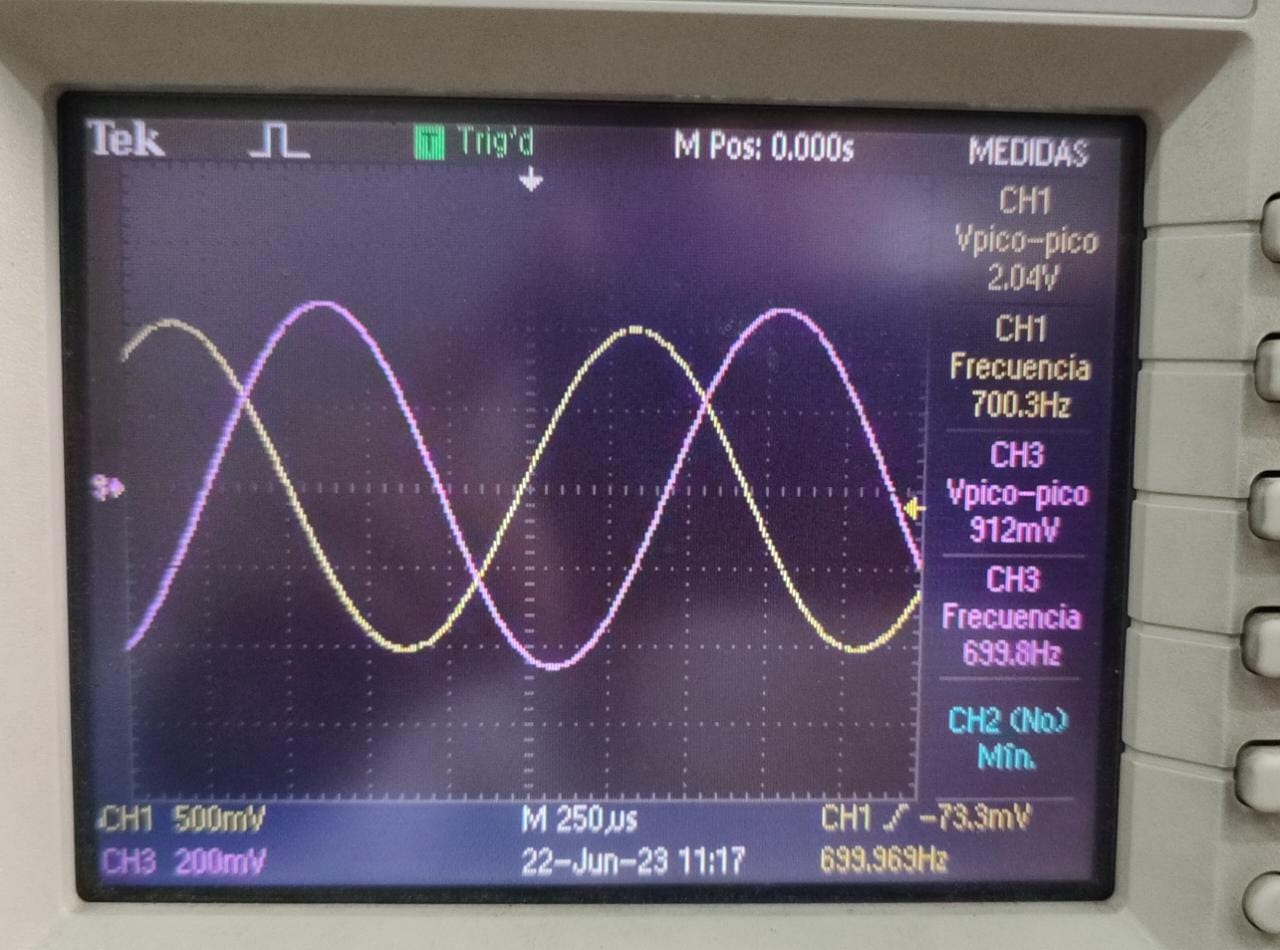 Tek
T Trig'd
M Pos: 0.000s
MEDIDAS
CH1
Vpico-pico
2.04V
CH1
Frecuencia
700.3Hz
CH3
Vpico-pico
912mV
CH3
Frecuencia
699.8Hz
CH2 (No)
Mín.
CH1 500mV
M 250µs
CH1 -73.3mV
CH3 200mV
22-Jun-23 11:17
699.969Hz